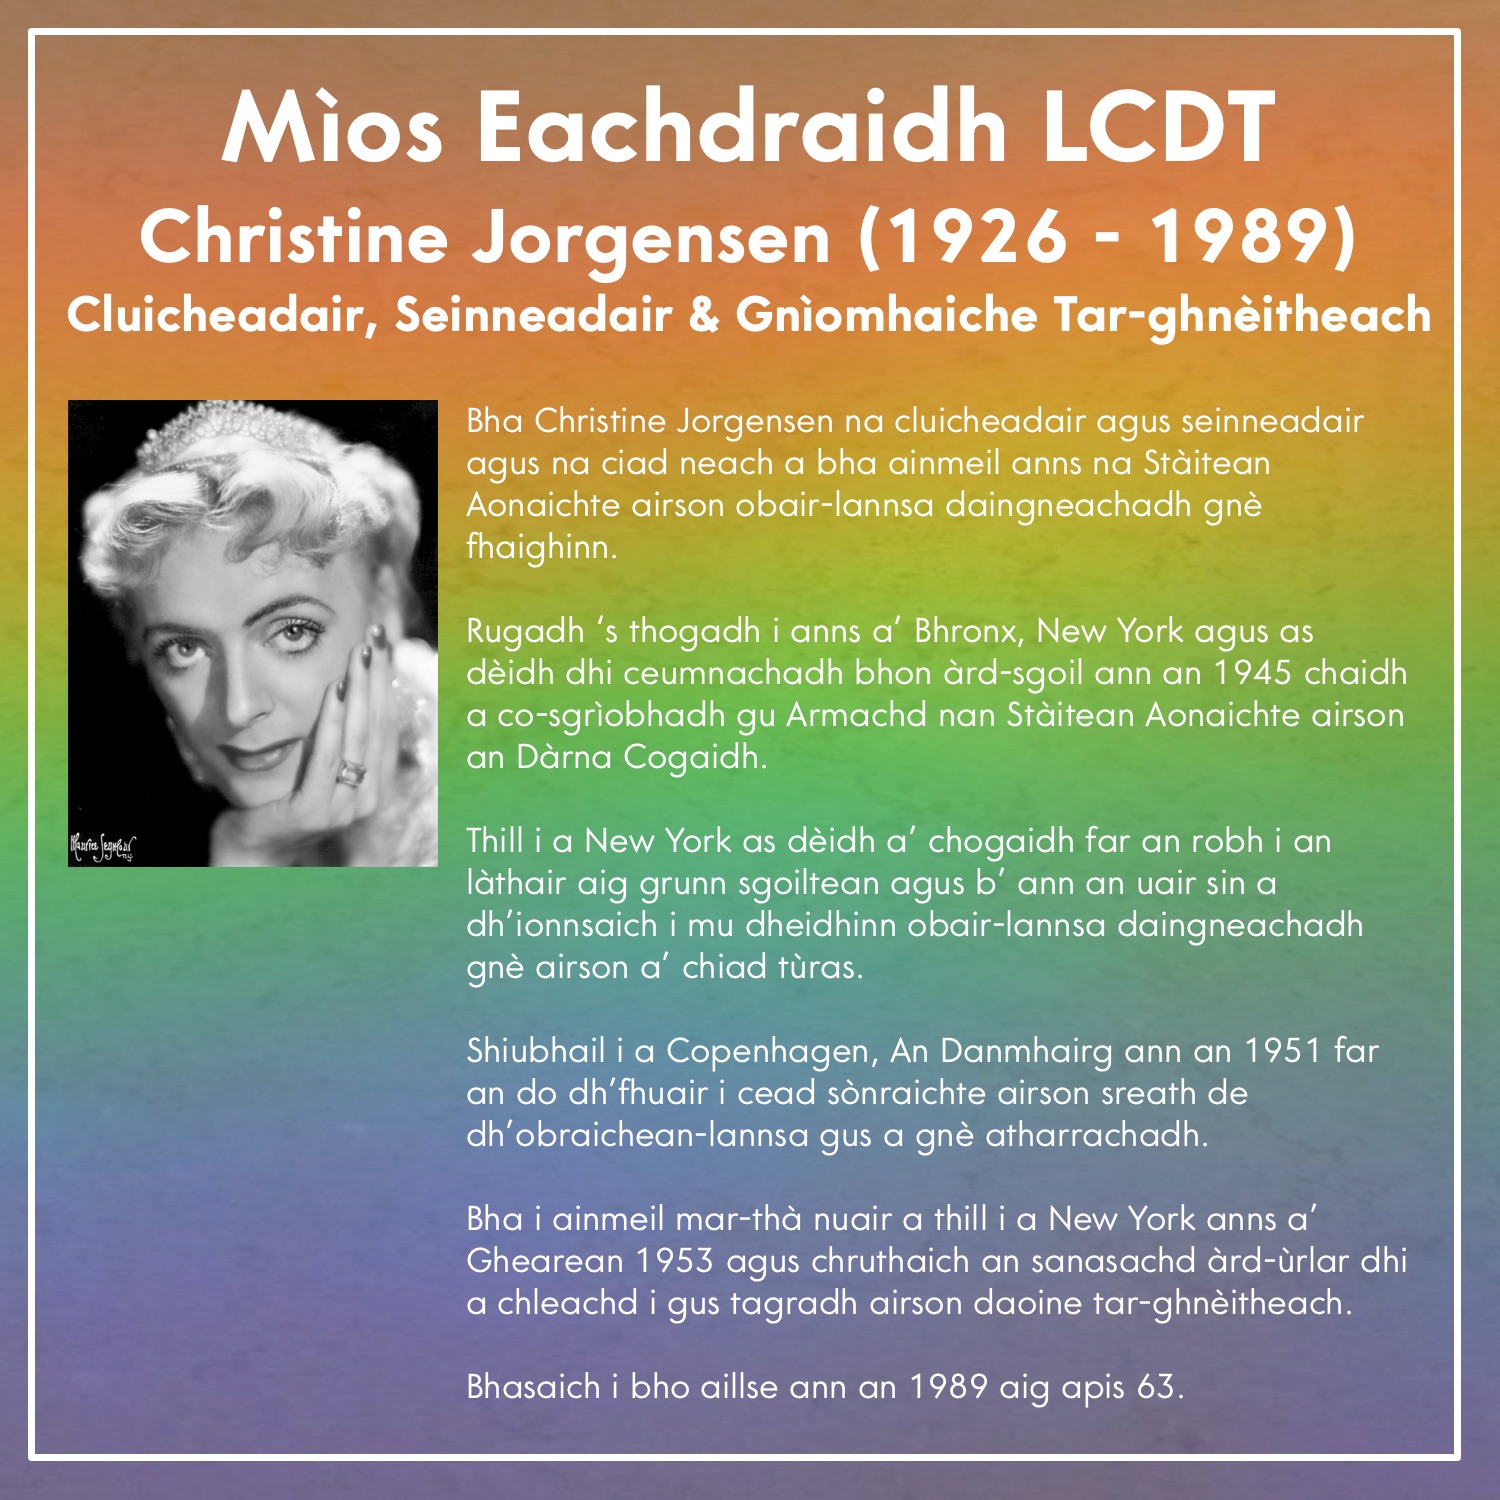 Mìos Eachdraidh LCDT
Christine Jorgensen (1926 - 1989)
Cluicheadair, Seinneadair & Gnìomhaiche Tar-ghnèitheach
Bha Christine Jorgensen na cluicheadair agus seinneadair
agus na ciad neach a bha ainmeil anns na Stàitean
Aonaichte airson obair-lannsa daingneachadh gnè
fhaighinn.
Rugadh ‘s thogadh i anns a’ Bhronx, New York agus as
dèidh dhi ceumnachadh bhon àrd-sgoil ann an 1945 chaidh
a co-sgrìobhadh gu Armachd nan Stàitean Aonaichte airson
an Dàrna Cogaidh.
Thill i a New York as dèidh a’ chogaidh far an robh i an
làthair aig grunn sgoiltean agus b’ ann an uair sin a
dh’ionnsaich i mu dheidhinn obair-lannsa daingneachadh
gnè airson a’ chiad tùras.
Shiubhail i a Copenhagen, An Danmhairg ann an 1951 far
an do dh’fhuair i cead sònraichte airson sreath de
dh’obraichean-lannsa gus a gnè atharrachadh.
Bha i ainmeil mar-thà nuair a thill i a New York anns a’
Ghearean 1953 agus chruthaich an sanasachd àrd-ùrlar dhi
a chleachd i gus tagradh airson daoine tar-ghnèitheach.
Bhasaich i bho aillse ann an 1989 aig apis 63.
Maurice Seymour